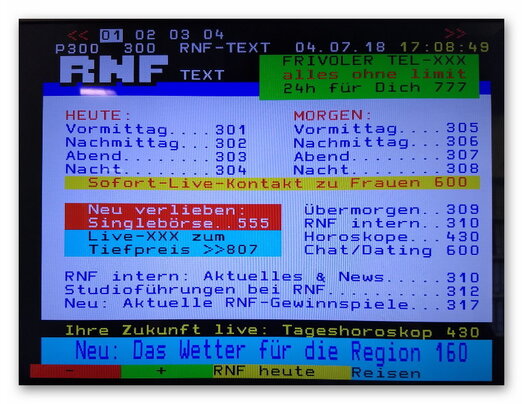 << 01 02 03 04 >>
P300 300 RNF-TEXT 04.07.18 17:08:49
RNF TEXT
FRIVOLER TEL-XXX
alles ohne limit
24h für Dich 777
HEUTE:
Vormittag....301
Nachmittag...302
Abend........303
Nacht........304
MORGEN:
Vormittag....305
Nachmittag...306
Abend........307
Nacht........308
Sofort-Live-Kontakt zu Frauen 600
Neu verlieben:
Singlebörse..555
Live-XXX zum
Tiefpreis >>807
Übermorgen...309
RNF intern...310
Horoskope....430
Chat/Dating 600
RNF intern: Aktuelles & News.....310
Studioführungen bei RNF..........312
Neu: Aktuelle RNF-Gewinnspiele...317
Ihre Zukunft live: Tageshoroskop 430
Neu: Das Wetter für die Region 160
- + RNF heute Reisen